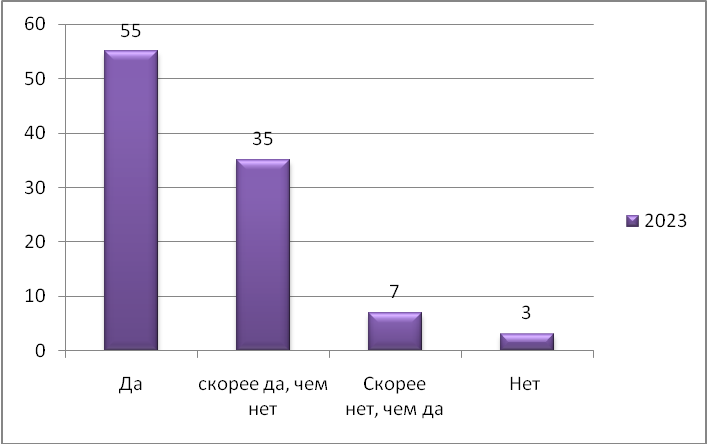 60
50
40
30
20
10
0
55
35
7
3
Да
скорее да, чем
нет
Скорее
нет, чем да
Нет
2023